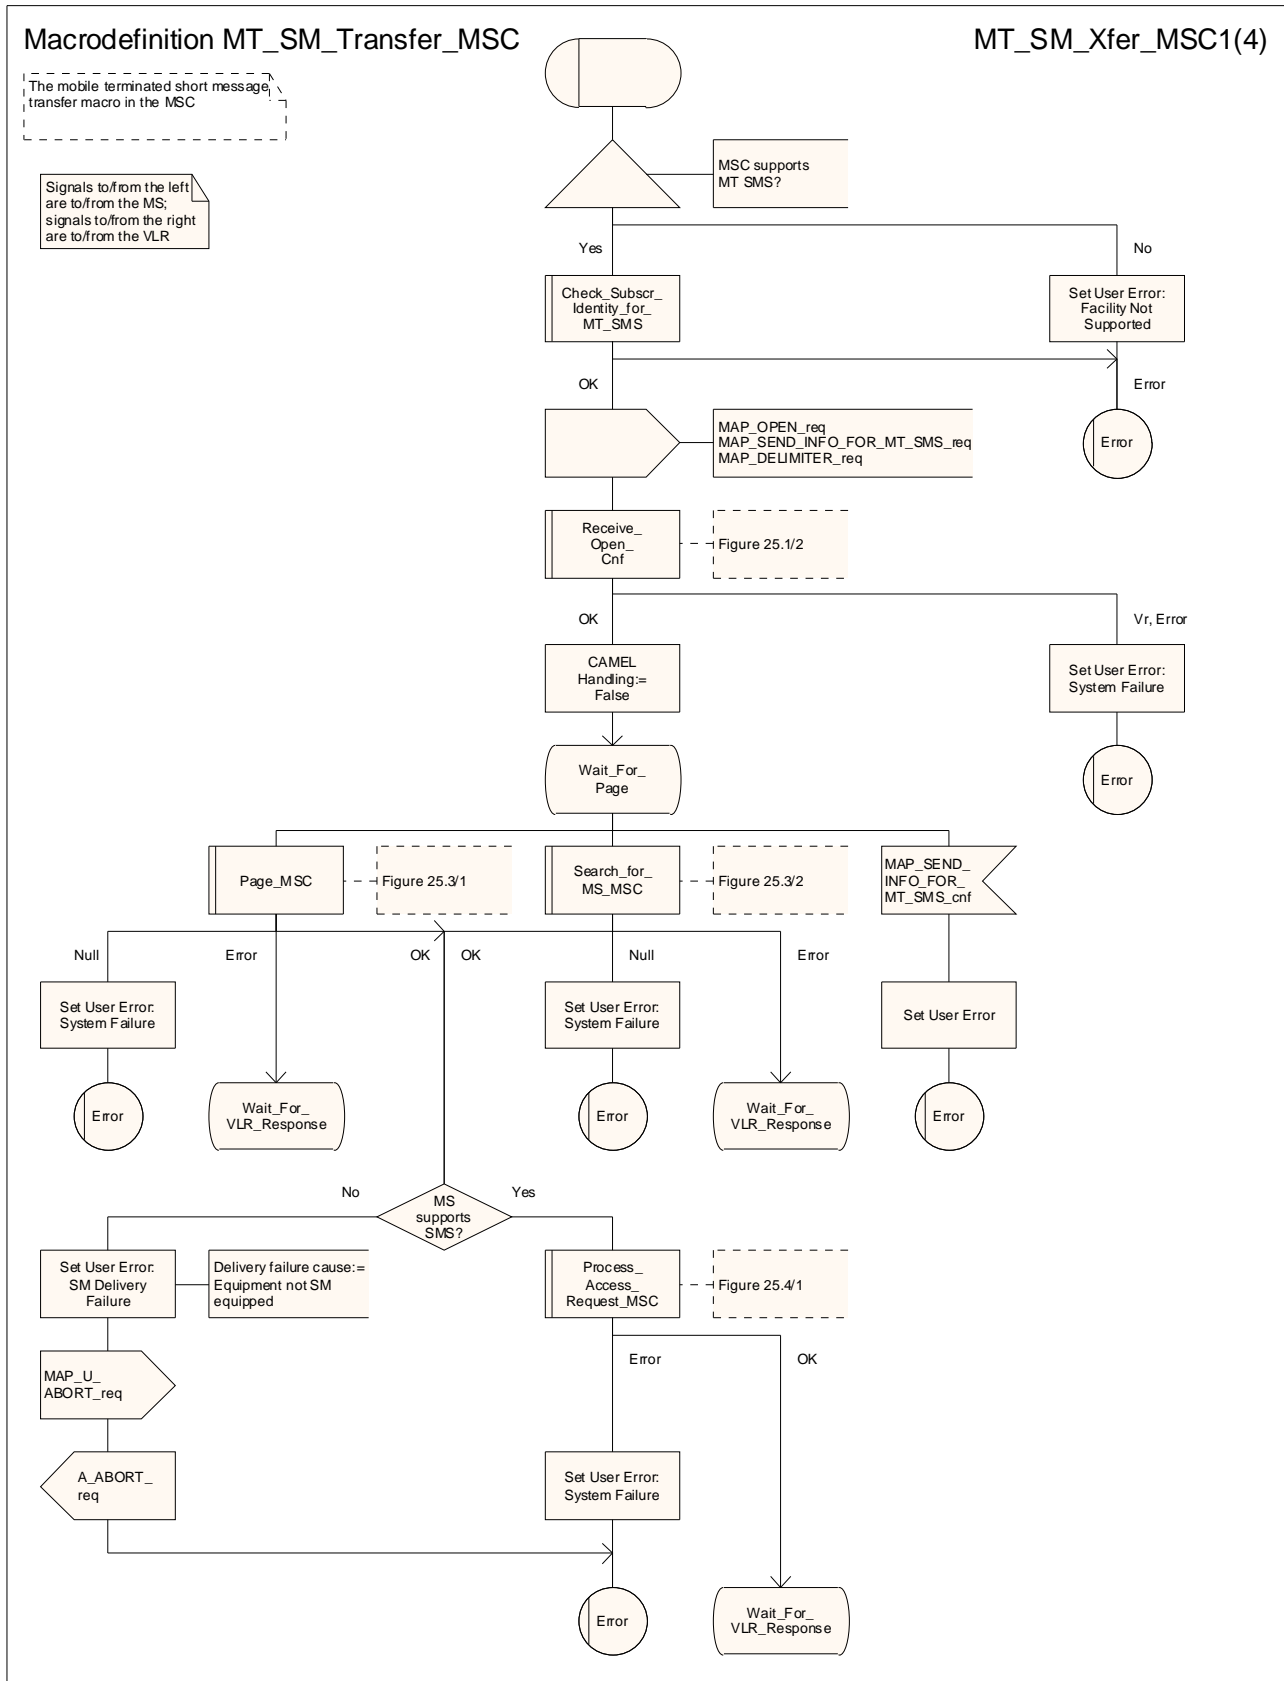 Macrodefinition MT_SM_Transfer_MSC
MT_SM_Xfer_MSC1(4)
The mobile terminated short message
transfer macro in the MSC
Signals to/from the left
are to/from the MS;
signals to/from the right
are to/from the VLR
MSC supports
MT SMS?
Yes
No
Check_Subscr_
Identity_for_
MT_SMS
Set User Error:
Facility Not
Supported
OK
Error
MAP_OPEN_req
MAP_SEND_INFO_FOR_MT_SMS_req
MAP_DELIMITER_req
Error
Receive_
Open_
Cnf
Figure 25.1/2
OK
Vr, Error
CAMEL
Handling:=
False
Set User Error:
System Failure
Wait_For_
Page
Error
Page_MSC
Figure 25.3/1
Search_for_
MS_MSC
Figure 25.3/2
MAP_SEND_
INFO_FOR_
MT_SMS_cnf
Null
Error
OK
OK
Null
Error
Set User Error:
System Failure
Set User Error:
System Failure
Set User Error
Error
Wait_For_
VLR_Response
Error
Wait_For_
VLR_Response
Error
No
MS
supports
SMS?
Yes
Set User Error:
SM Delivery
Failure
Delivery failure cause:=
Equipment not SM
equipped
Process_
Access_
Request_MSC
Figure 25.4/1
Error
OK
MAP_U_
ABORT_req
A_ABORT_
req
Set User Error:
System Failure
Error
Wait_For_
VLR_Response